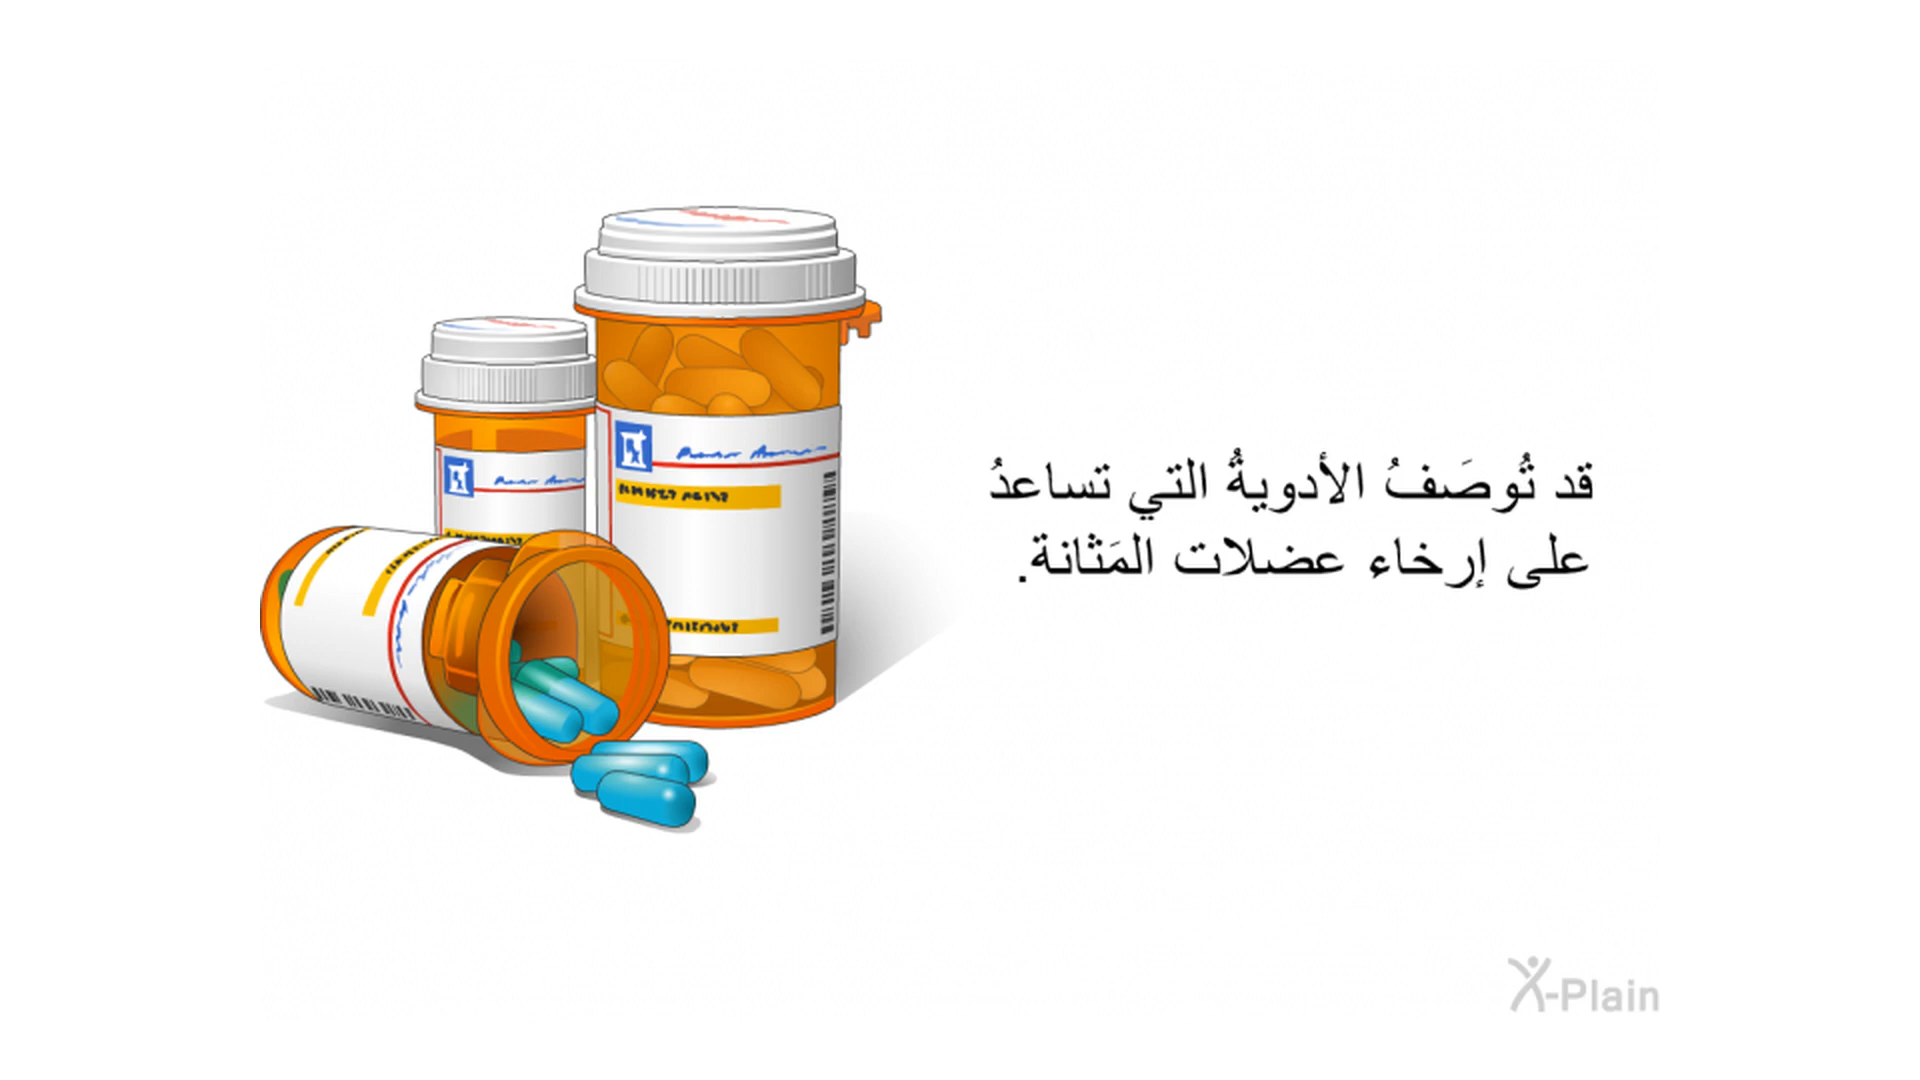 قد تُوصَفُ الأدويةُ التي تساعدُ
على إرخاء عضلات المَثانة.
X-Plain